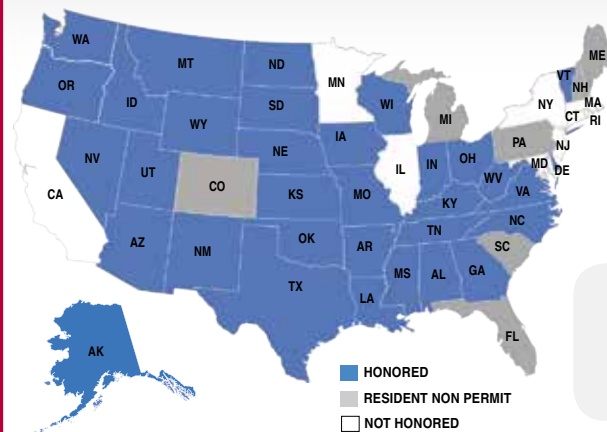 WA
MT
ND
MN
ME
VT
NH
OR
ID
SD
WI
NY
MA
CT
RI
WY
MI
IA
PA
NJ
NE
NV
UT
CO
IL
IN
OH
MD
DE
WV
VA
CA
KS
MO
KY
NC
TN
AZ
NM
OK
AR
SC
MS
AL
GA
TX
LA
FL
AK
HONORED
RESIDENT NON PERMIT
NOT HONORED